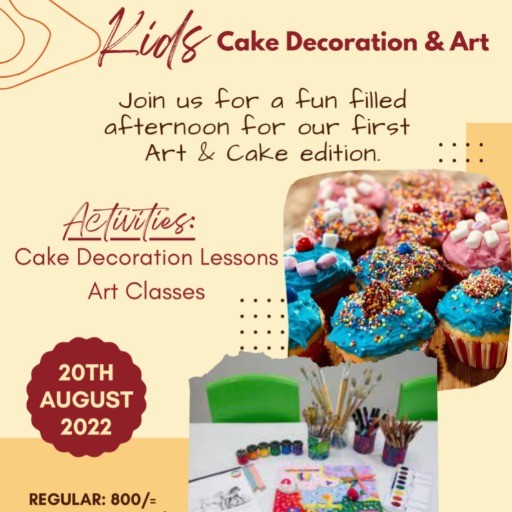 Kids Cake Decoration & Art
Join us for a fun filled
afternoon for our first
Art & Cake edition.
Activities:
Cake Decoration Lessons
Art Classes
20TH
AUGUST
2022
REGULAR: 800/=